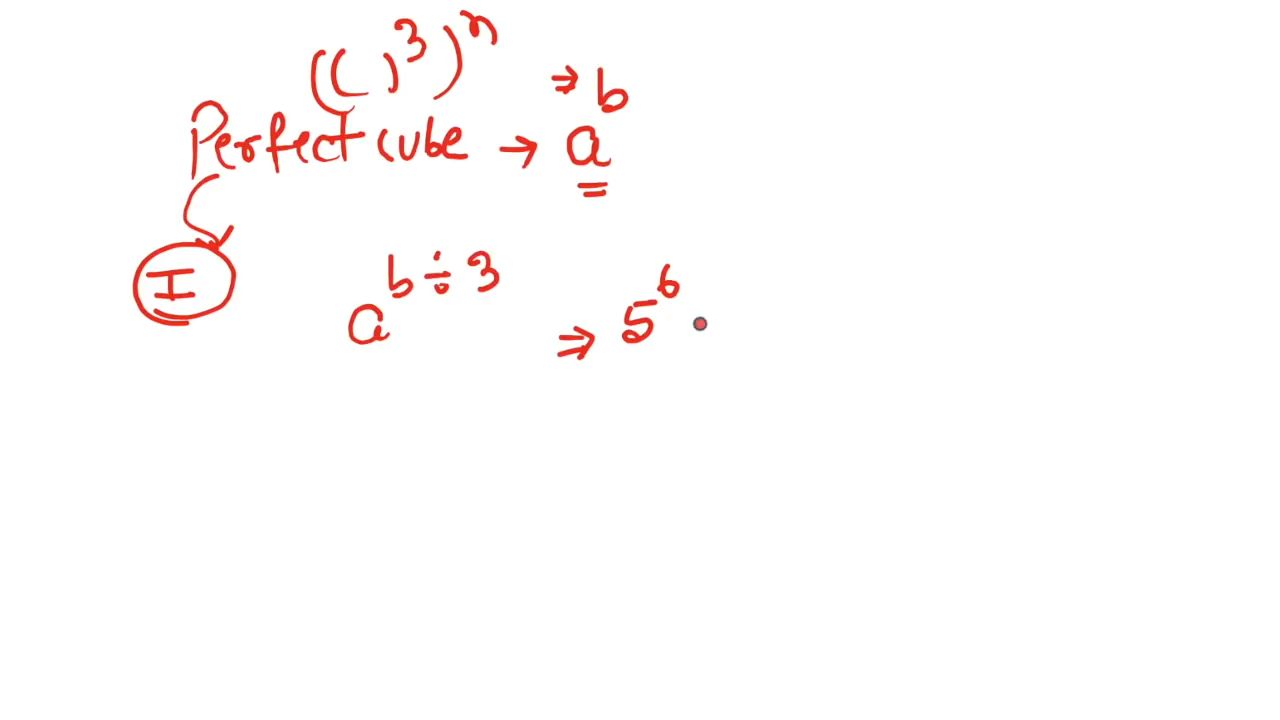 (( )³)ⁿ
⇒ b
Perfect cube → a
I a^(b ÷ 3) ⇒ 5⁶